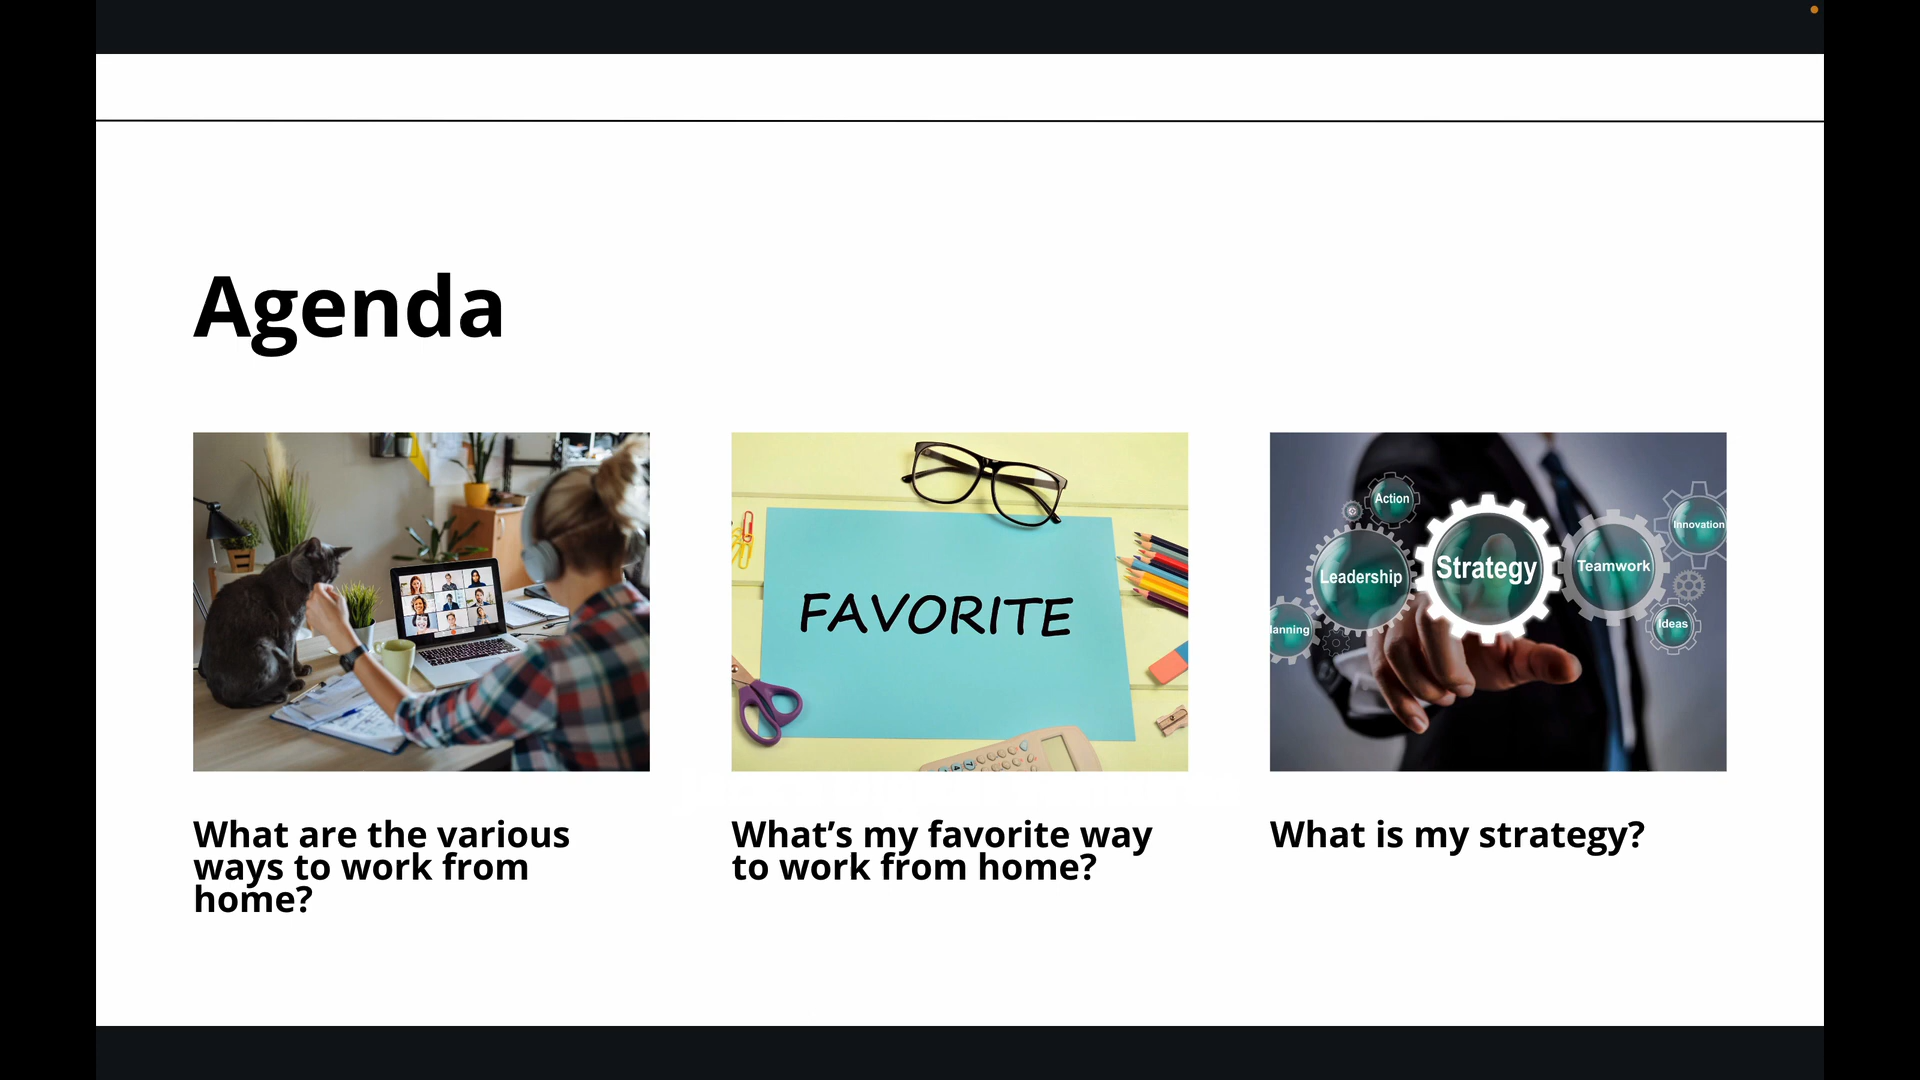 Agenda
FAVORITE
Action
Innovation
Strategy
Leadership
Teamwork
Ideas
lanning
What are the various
ways to work from
home?
What’s my favorite way
to work from home?
What is my strategy?